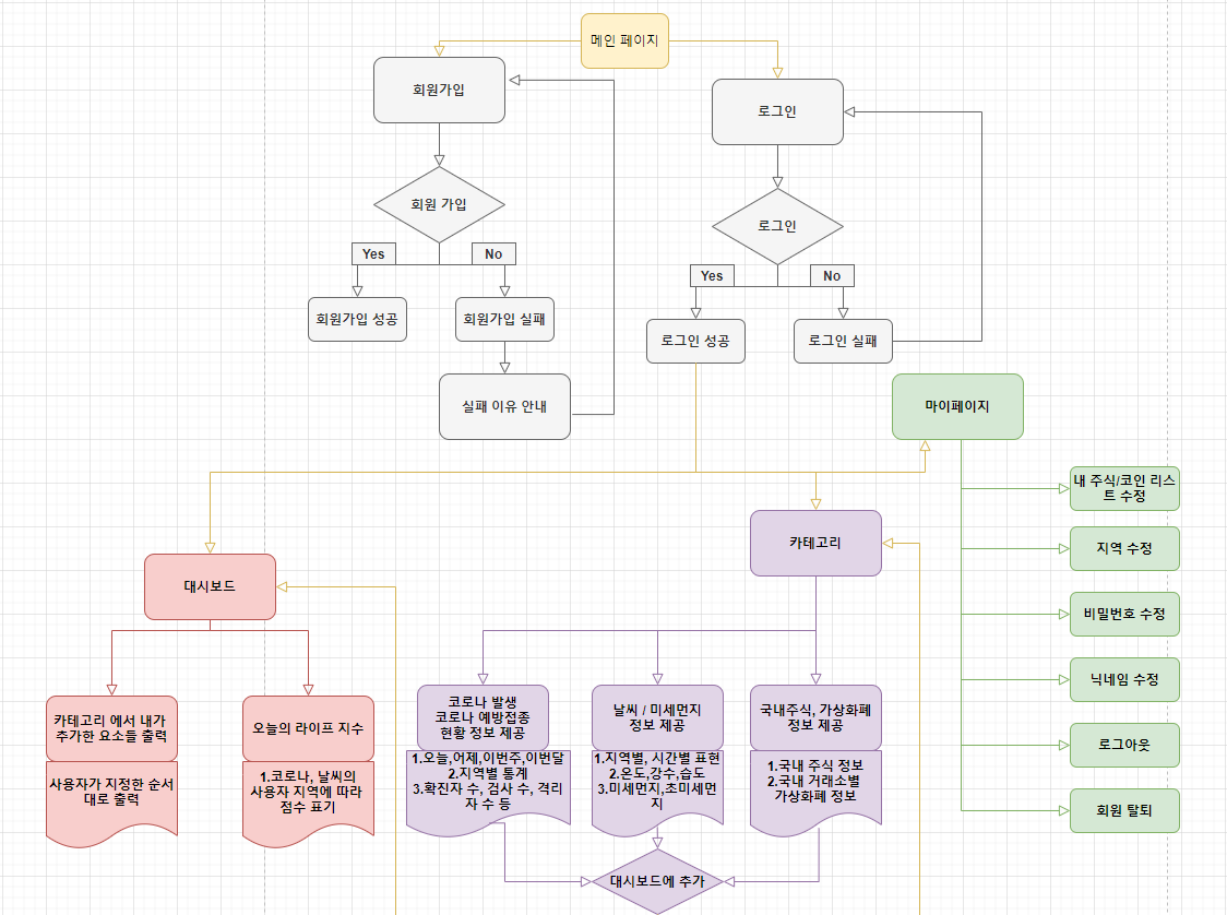 메인 페이지
회원가입
로그인
회원 가입
로그인
Yes
No
Yes
No
회원가입 성공
회원가입 실패
로그인 성공
로그인 실패
실패 이유 안내
마이페이지
내 주식/코인 리스
트 수정
지역 수정
비밀번호 수정
닉네임 수정
로그아웃
회원 탈퇴
카테고리
대시보드
카테고리 에서 내가
추가한 요소들 출력
사용자가 지정한 순서
대로 출력
오늘의 라이프 지수
1.코로나, 날씨의
사용자 지역에 따라
점수 표기
코로나 발생
코로나 예방접종
현황 정보 제공
1.오늘,어제,이번주,이번달
2.지역별 통계
3.확진자 수, 검사 수, 격리
자 수 등
날씨 / 미세먼지
정보 제공
1.지역별, 시간별 표현
2.온도,강수,습도
3.미세먼지,초미세먼
지
국내주식, 가상화폐
정보 제공
1.국내 주식 정보
2.국내 거래소별
가상화폐 정보
대시보드에 추가